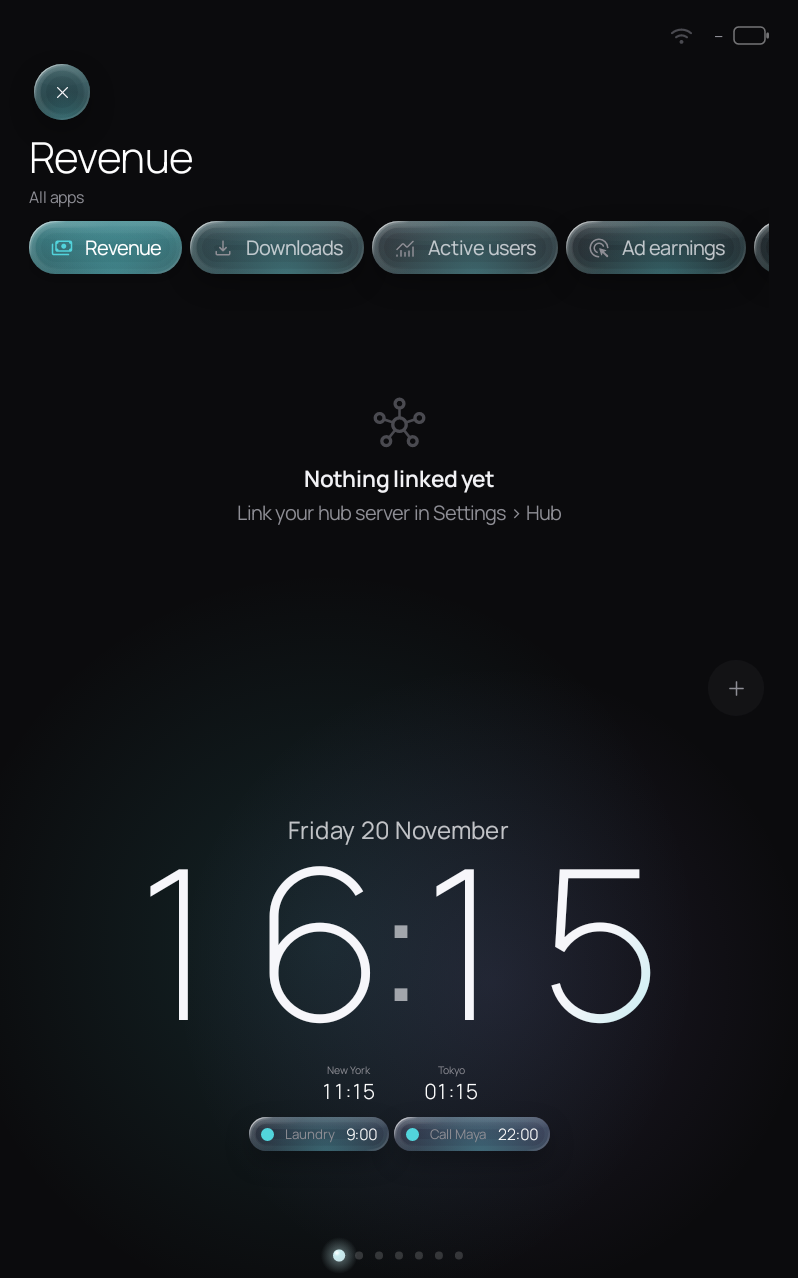 Revenue
All apps
Revenue Downloads Active users Ad earnings
Nothing linked yet
Link your hub server in Settings > Hub
Friday 20 November
16:15
New York Tokyo
11:15 01:15
Laundry 9:00 Call Maya 22:00